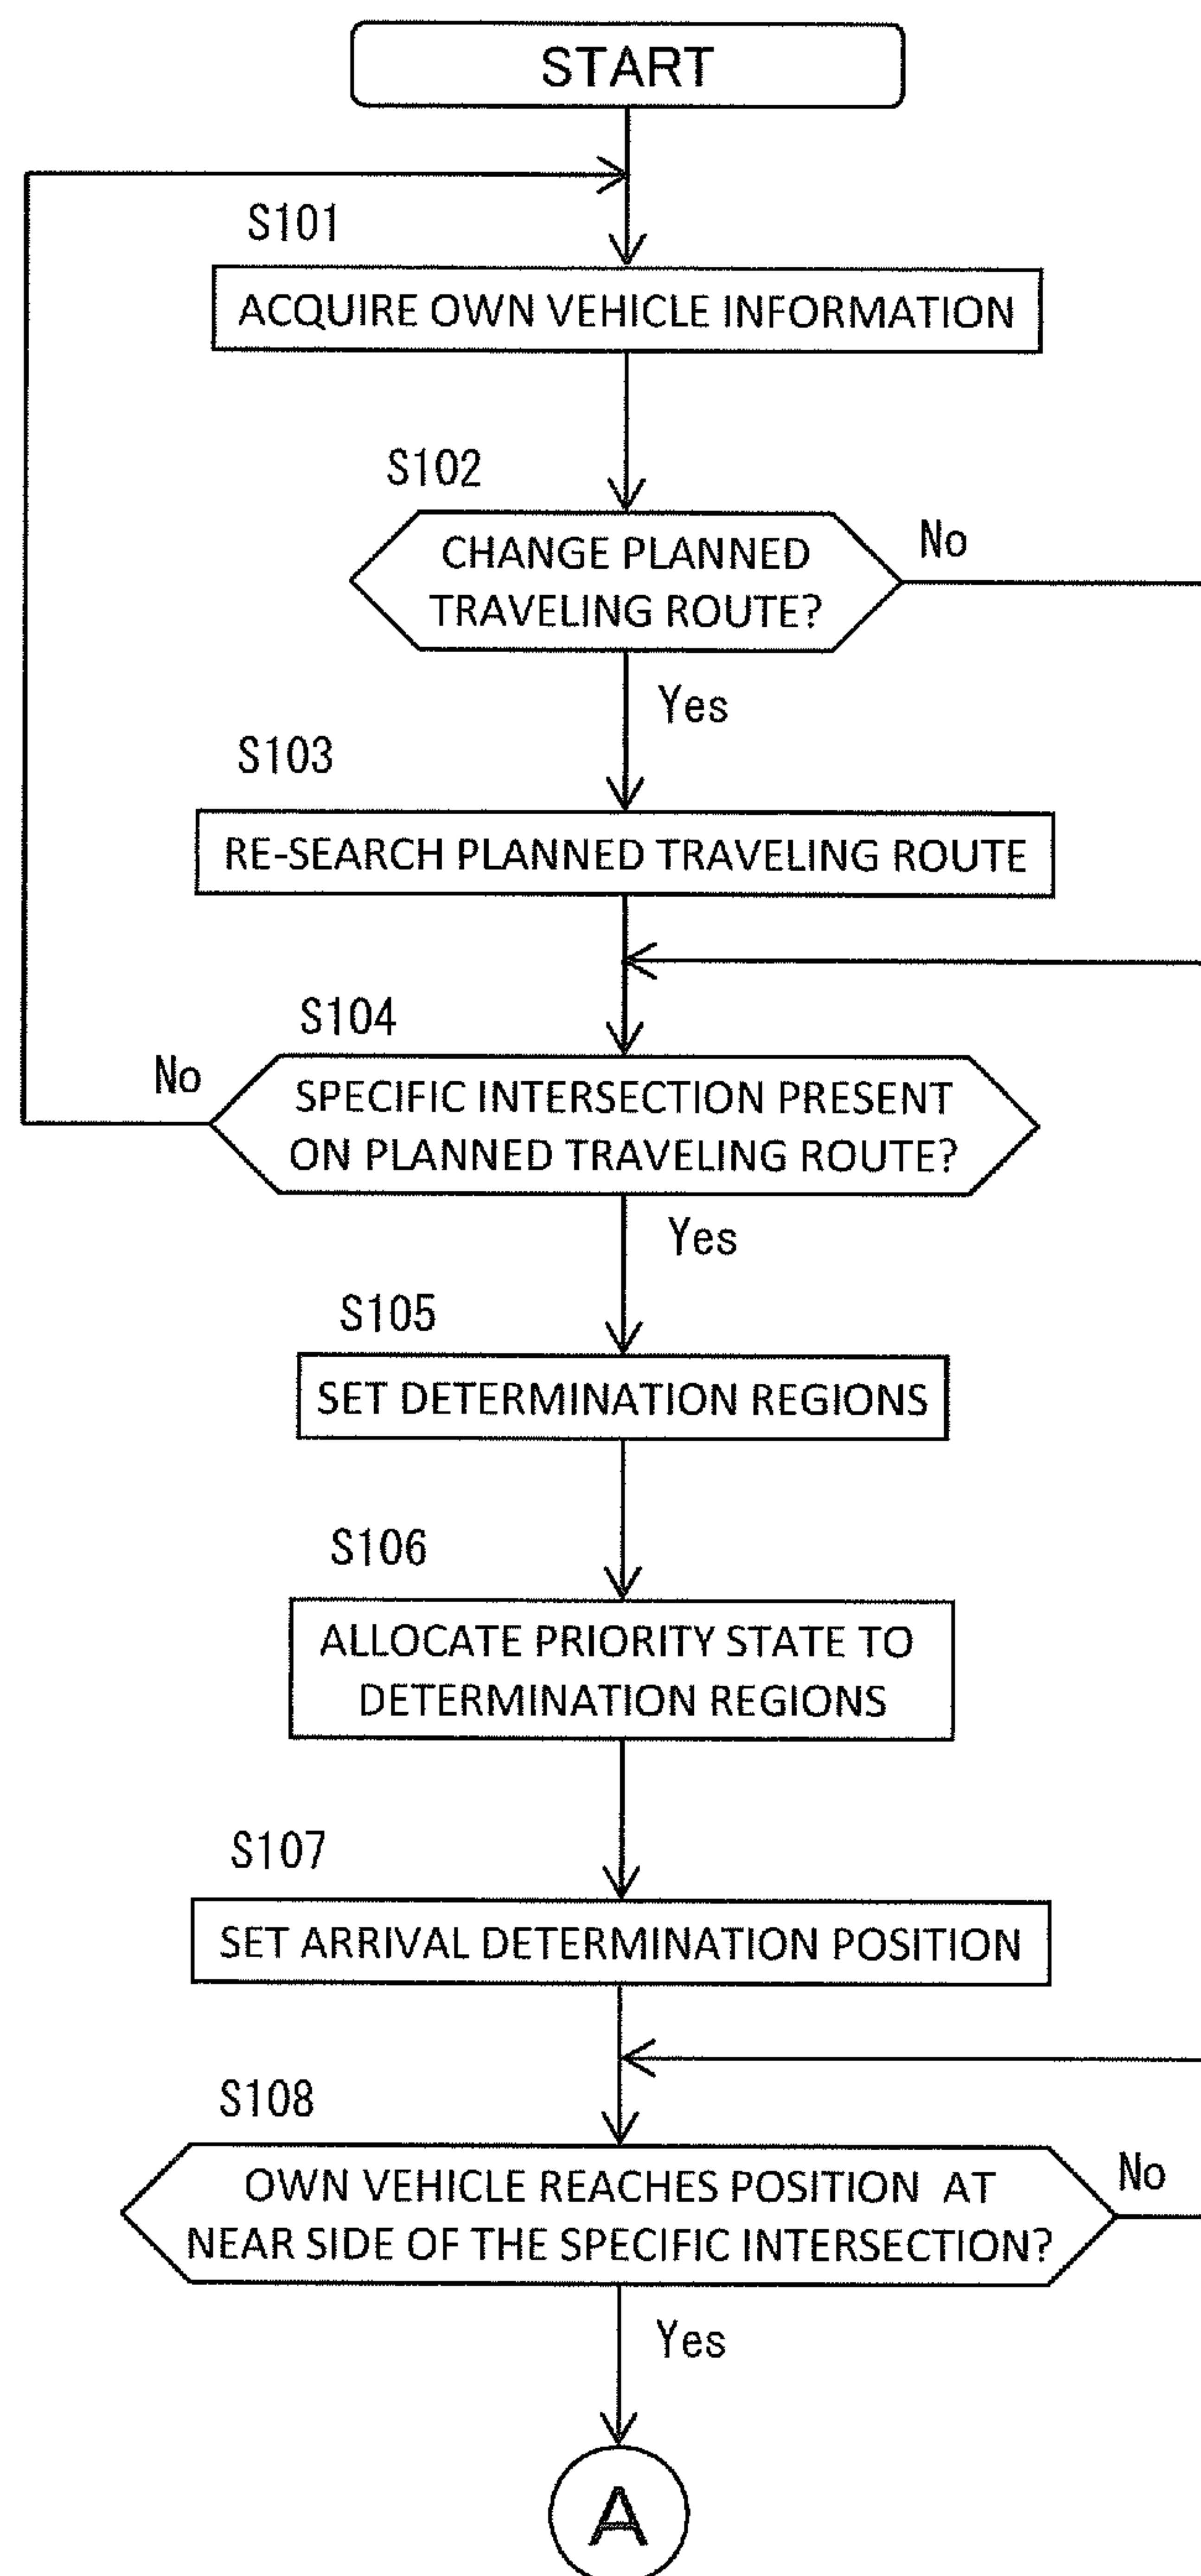 START
S101
ACQUIRE OWN VEHICLE INFORMATION
S102
CHANGE PLANNED
TRAVELING ROUTE?
No
Yes
S103
RE-SEARCH PLANNED TRAVELING ROUTE
S104
No
SPECIFIC INTERSECTION PRESENT
ON PLANNED TRAVELING ROUTE?
Yes
S105
SET DETERMINATION REGIONS
S106
ALLOCATE PRIORITY STATE TO
DETERMINATION REGIONS
S107
SET ARRIVAL DETERMINATION POSITION
S108
OWN VEHICLE REACHES POSITION AT
NEAR SIDE OF THE SPECIFIC INTERSECTION?
No
Yes
A